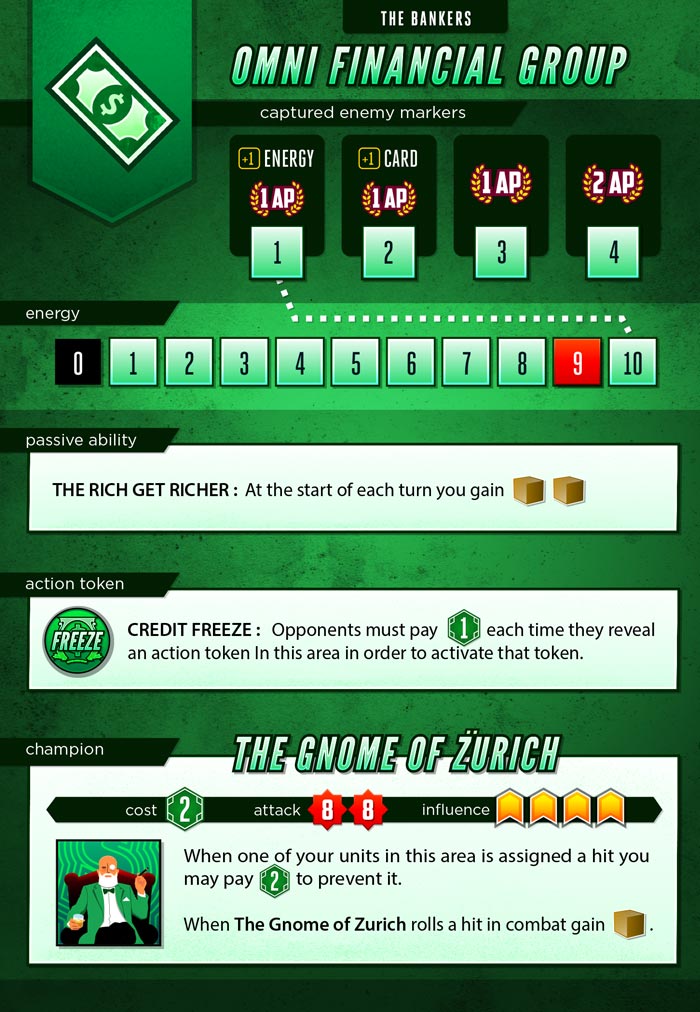 THE BANKERS
OMNI FINANCIAL GROUP
captured enemy markers
+1 ENERGY
1 AP
1
+1 CARD
1 AP
2
1 AP
3
2 AP
4
energy
0 1 2 3 4 5 6 7 8 9 10
passive ability
THE RICH GET RICHER : At the start of each turn you gain
action token
FREEZE
CREDIT FREEZE : Opponents must pay 1 each time they reveal
an action token In this area in order to activate that token.
champion
THE GNOME OF Z̈URICH
cost 2 attack 8 8 influence
When one of your units in this area is assigned a hit you
may pay 2 to prevent it.
When The Gnome of Zurich rolls a hit in combat gain .